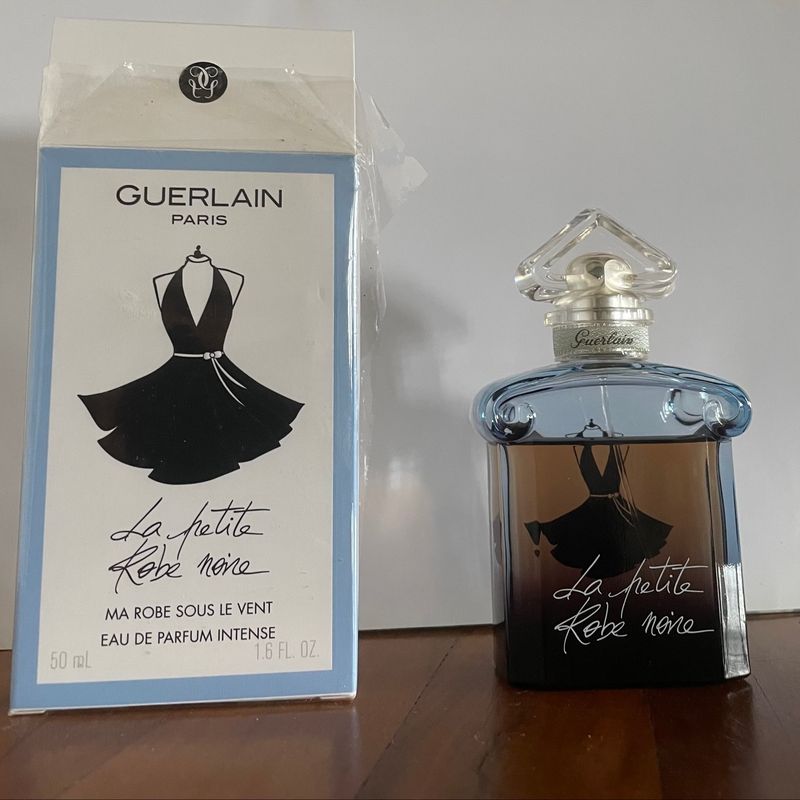 GUERLAIN
PARIS
La petite
Robe noire
MA ROBE SOUS LE VENT
EAU DE PARFUM INTENSE
50 mL 1.6 FL. OZ.
Guerlain
La petite
Robe noire